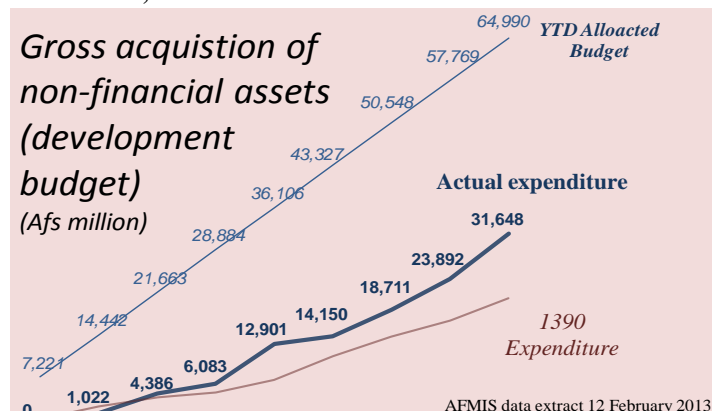 Gross acquistion of
non-financial assets
(development
budget)
(Afs million)
64,990
YTD Alloacted
Budget
57,769
50,548
43,327
36,106
28,884
21,663
14,442
7,221
Actual expenditure
31,648
23,892
18,711
14,150
12,901
6,083
4,386
1,022
0
1390
Expenditure
AFMIS data extract 12 February 2013